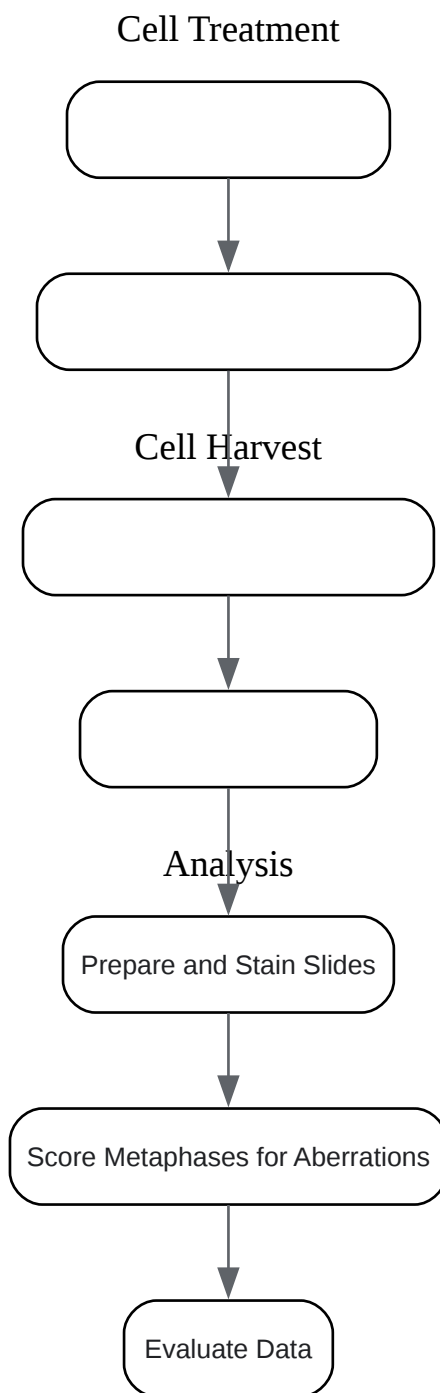 Cell Treatment
Cell Harvest
Analysis
Prepare and Stain Slides
Score Metaphases for Aberrations
Evaluate Data